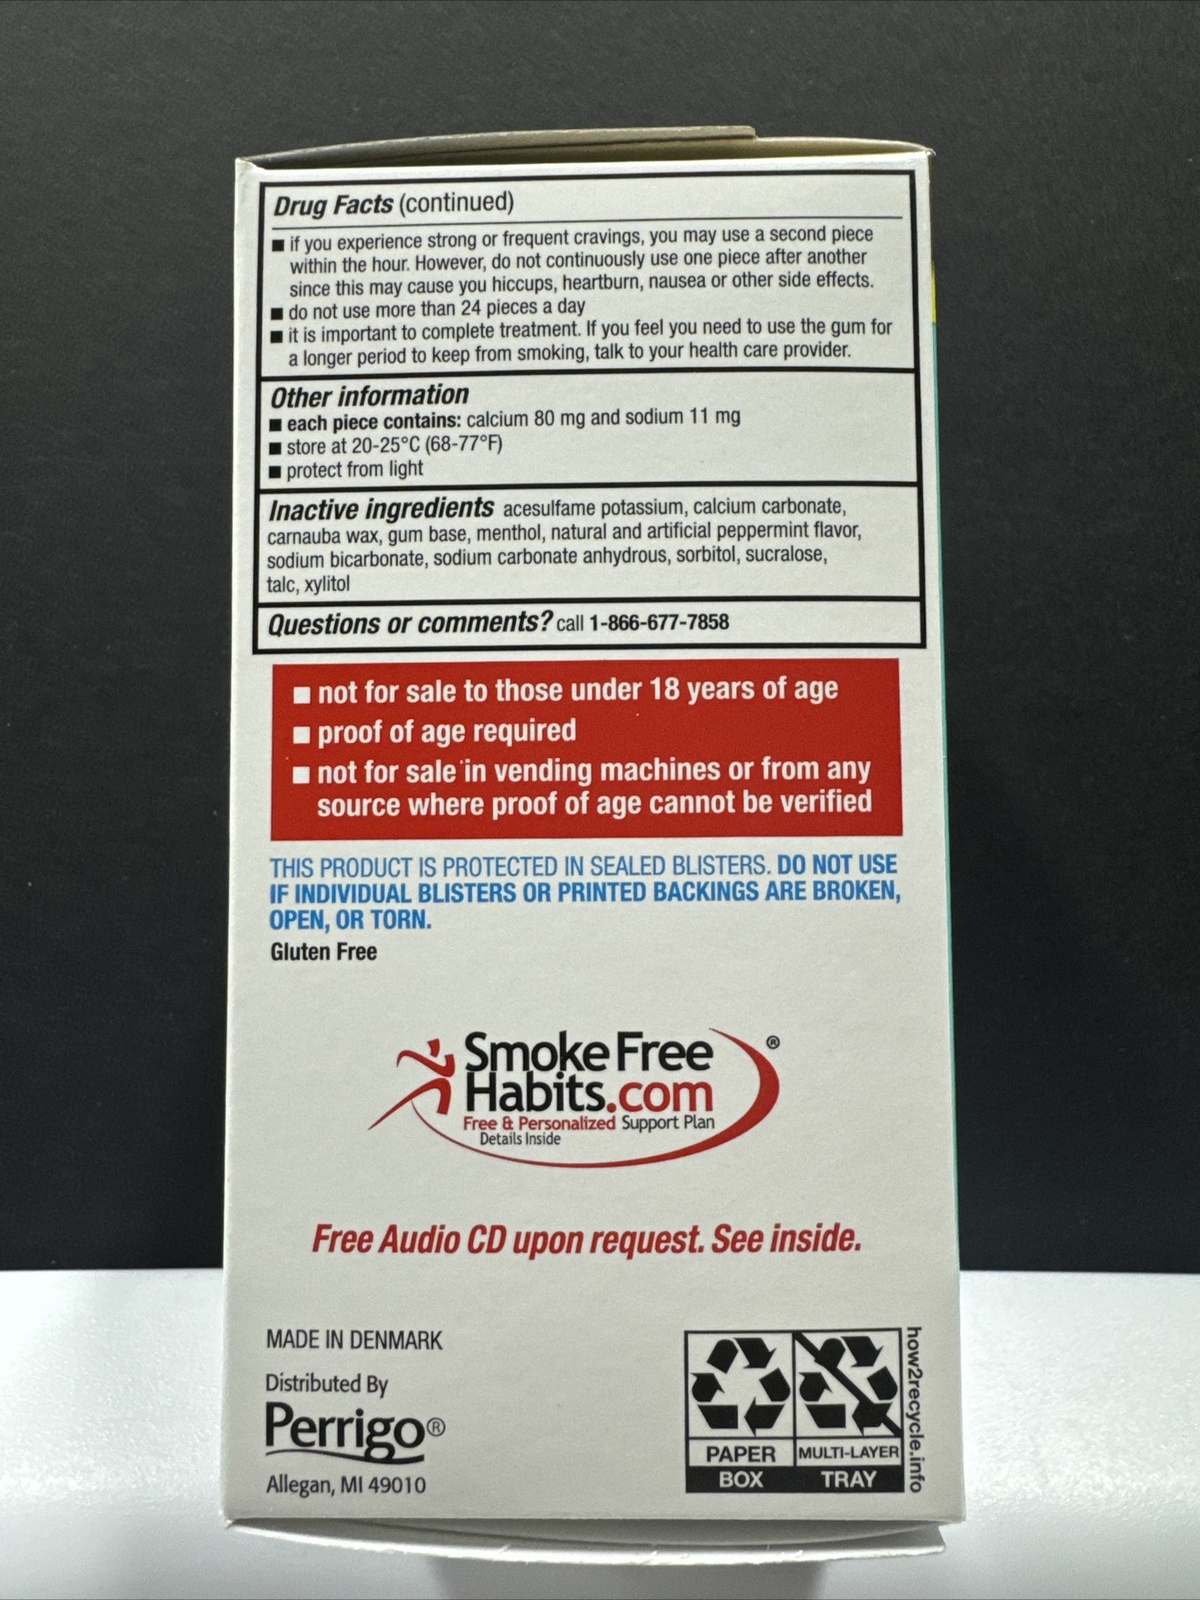 Drug Facts (continued)
■ if you experience strong or frequent cravings, you may use a second piece
within the hour. However, do not continuously use one piece after another
since this may cause you hiccups, heartburn, nausea or other side effects.
■ do not use more than 24 pieces a day
■ it is important to complete treatment. If you feel you need to use the gum for
a longer period to keep from smoking, talk to your health care provider.
Other information
■ each piece contains: calcium 80 mg and sodium 11 mg
■ store at 20-25°C (68-77°F)
■ protect from light
Inactive ingredients acesulfame potassium, calcium carbonate,
carnauba wax, gum base, menthol, natural and artificial peppermint flavor,
sodium bicarbonate, sodium carbonate anhydrous, sorbitol, sucralose,
talc, xylitol
Questions or comments? call 1-866-677-7858
■ not for sale to those under 18 years of age
■ proof of age required
■ not for sale in vending machines or from any
source where proof of age cannot be verified
THIS PRODUCT IS PROTECTED IN SEALED BLISTERS. DO NOT USE
IF INDIVIDUAL BLISTERS OR PRINTED BACKINGS ARE BROKEN,
OPEN, OR TORN.
Gluten Free
Smoke Free ®
Habits.com
Free & Personalized Support Plan
Details Inside
Free Audio CD upon request. See inside.
MADE IN DENMARK
Distributed By
Perrigo®
Allegan, MI 49010
PAPER
BOX
MULTI-LAYER
TRAY
how2recycle.info